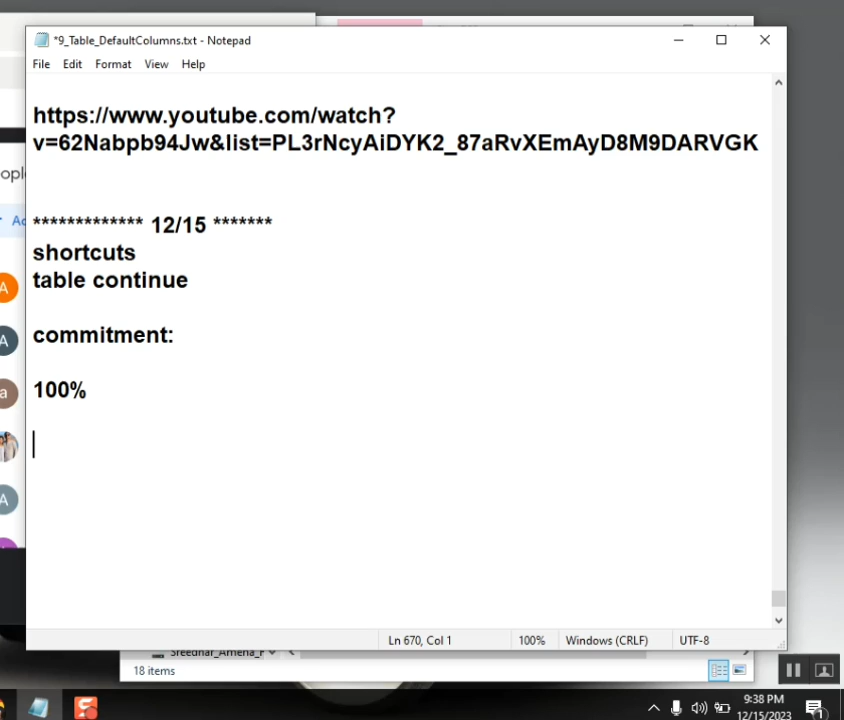 *9_Table_DefaultColumns.txt - Notepad
File Edit Format View Help
https://www.youtube.com/watch?
v=62Nabpb94Jw&list=PL3rNcyAiDYK2_87aRvXEmAyD8M9DARVGK
************* 12/15 *******
shortcuts
table continue
commitment:
100%
A
A
a
A
Ln 670, Col 1 100% Windows (CRLF) UTF-8
18 items
9:38 PM
12/15/2023
1